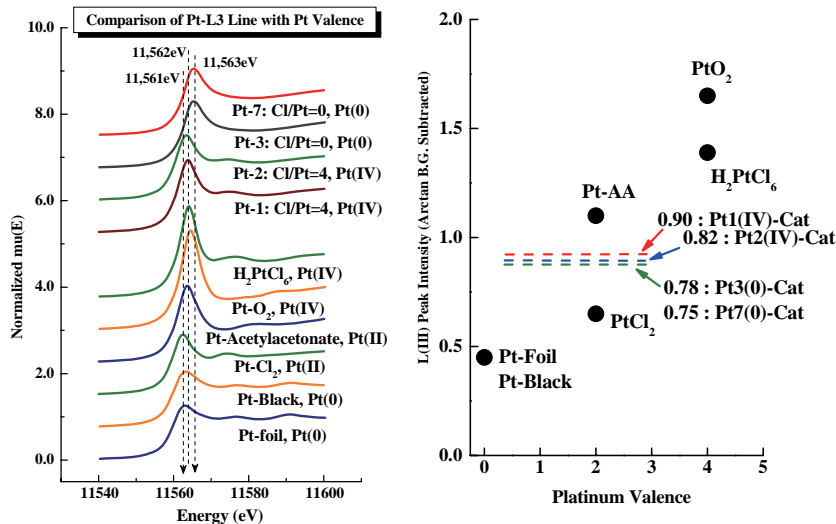 Comparison of Pt-L3 Line with Pt Valence
11,562eV
11,561eV
11,563eV
Pt-7: Cl/Pt=0, Pt(0)
Pt-3: Cl/Pt=0, Pt(0)
Pt-2: Cl/Pt=4, Pt(IV)
Pt-1: Cl/Pt=4, Pt(IV)
H2PtCl6, Pt(IV)
Pt-O2, Pt(IV)
Pt-Acetylacetonate, Pt(II)
Pt-Cl2, Pt(II)
Pt-Black, Pt(0)
Pt-foil, Pt(0)
Normalized mu(E)
10.0
8.0
6.0
4.0
2.0
0.0
11540
11560
11580
11600
Energy (eV)
L(III) Peak Intensity (Arctan B.G. Subtracted)
2.0
1.5
1.0
0.5
0.0
PtO2
H2PtCl6
Pt-AA
0.90 : Pt1(IV)-Cat
0.82 : Pt2(IV)-Cat
0.78 : Pt3(0)-Cat
0.75 : Pt7(0)-Cat
PtCl2
Pt-Foil
Pt-Black
0
1
2
3
4
5
Platinum Valence